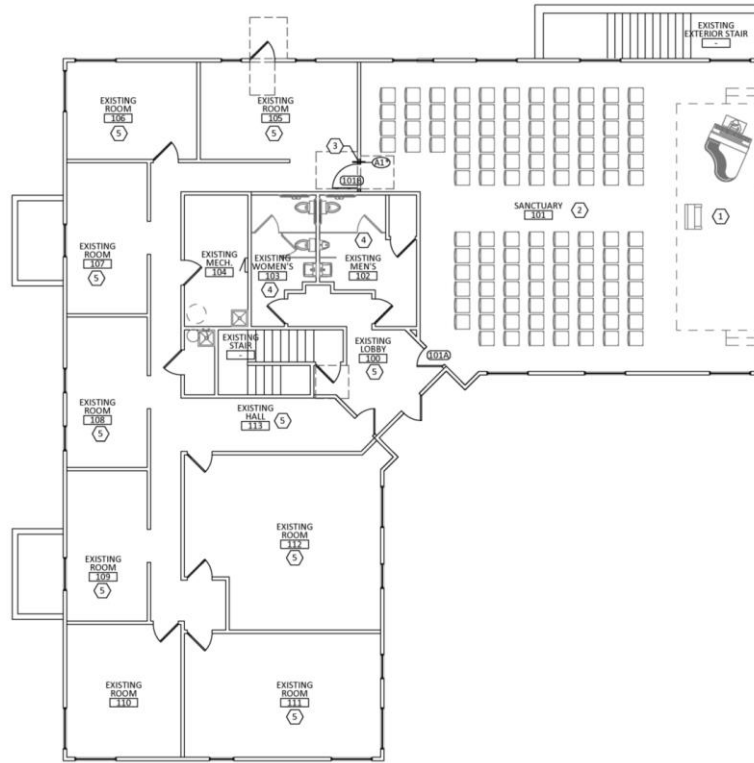 EXISTING
EXTERIOR STAIR
-
EXISTING
ROOM
106
5
EXISTING
ROOM
105
5
3
A1*
101B
SANCTUARY
101
2
1
EXISTING
ROOM
107
5
EXISTING
MECH.
104
EXISTING
WOMEN'S
103
4
4
EXISTING
MEN'S
102
EXISTING
STAIR
-
EXISTING
LOBBY
100
5
101A
EXISTING
ROOM
108
5
EXISTING
HALL
113
5
EXISTING
ROOM
112
5
EXISTING
ROOM
109
5
EXISTING
ROOM
110
EXISTING
ROOM
111
5